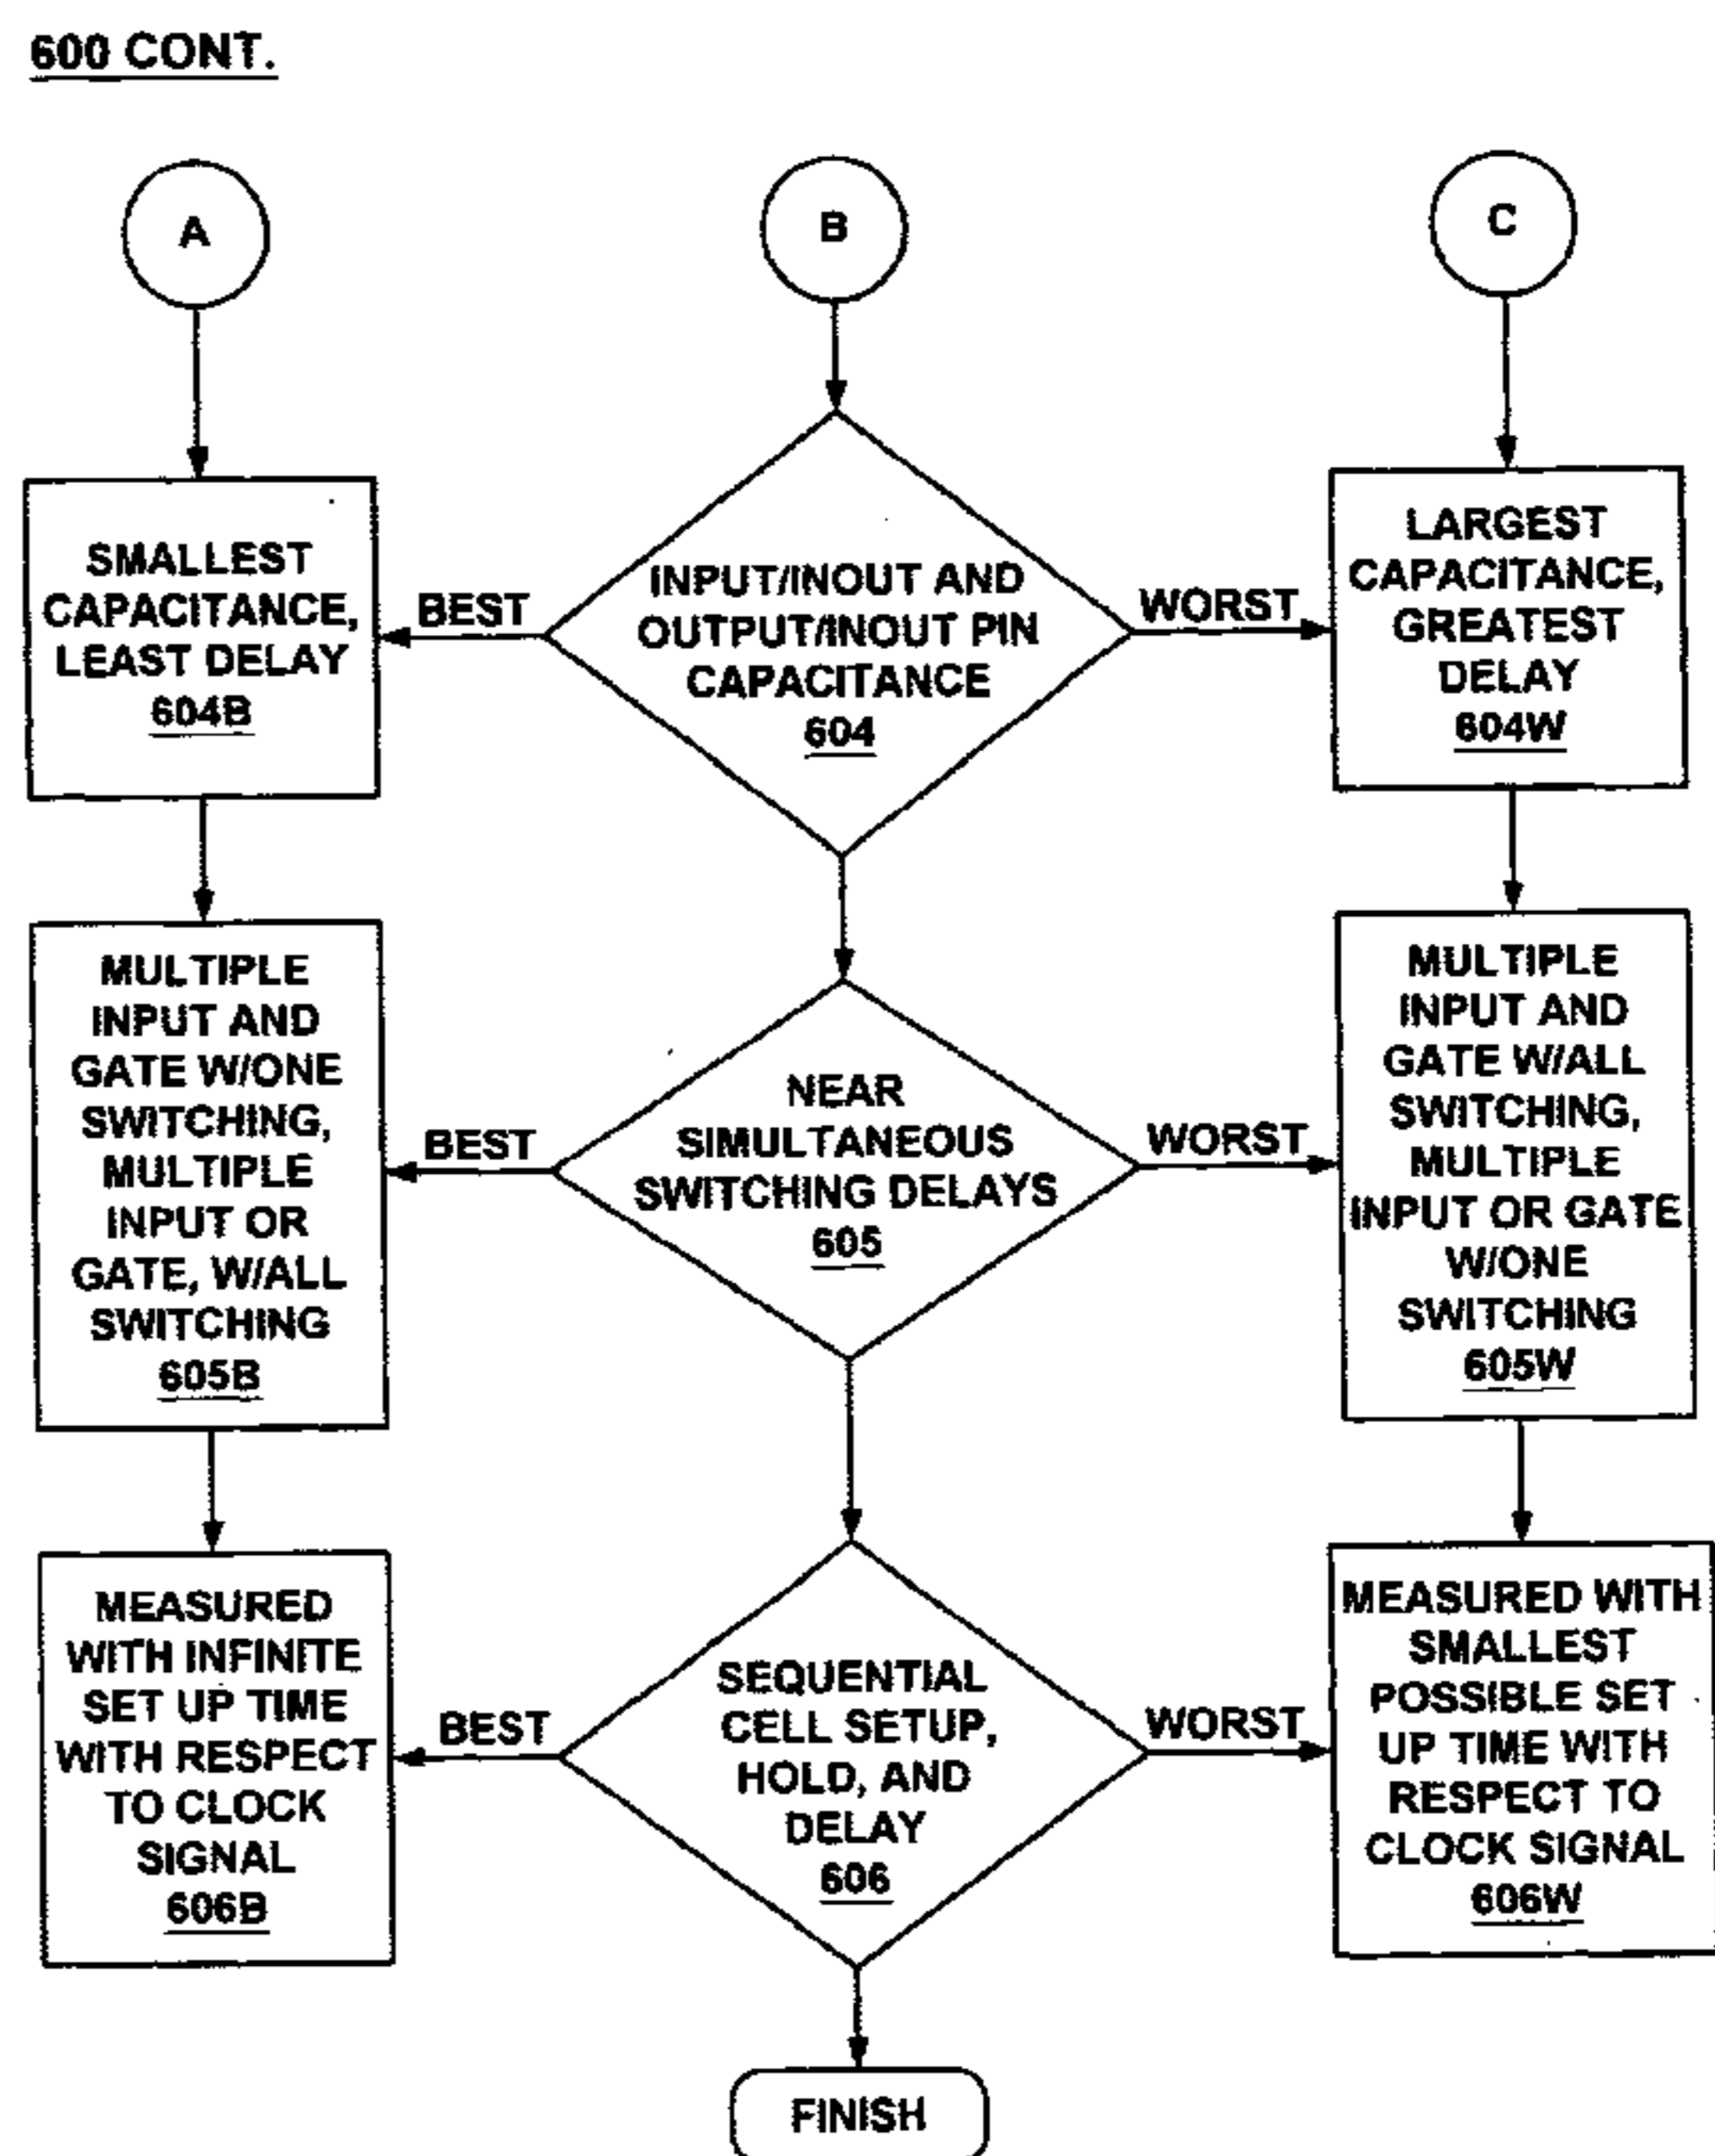 600 CONT.
A
B
C
SMALLEST
CAPACITANCE,
LEAST DELAY
604B
BEST
INPUT/INOUT AND
OUTPUT/INOUT PIN
CAPACITANCE
604
WORST
LARGEST
CAPACITANCE,
GREATEST
DELAY
604W
MULTIPLE
INPUT AND
GATE W/ONE
SWITCHING,
MULTIPLE
INPUT OR
GATE, W/ALL
SWITCHING
605B
BEST
NEAR
SIMULTANEOUS
SWITCHING DELAYS
605
WORST
MULTIPLE
INPUT AND
GATE W/ALL
SWITCHING,
MULTIPLE
INPUT OR GATE
W/ONE
SWITCHING
605W
MEASURED
WITH INFINITE
SET UP TIME
WITH RESPECT
TO CLOCK
SIGNAL
606B
BEST
SEQUENTIAL
CELL SETUP,
HOLD, AND
DELAY
606
WORST
MEASURED WITH
SMALLEST
POSSIBLE SET
UP TIME WITH
RESPECT TO
CLOCK SIGNAL
606W
FINISH